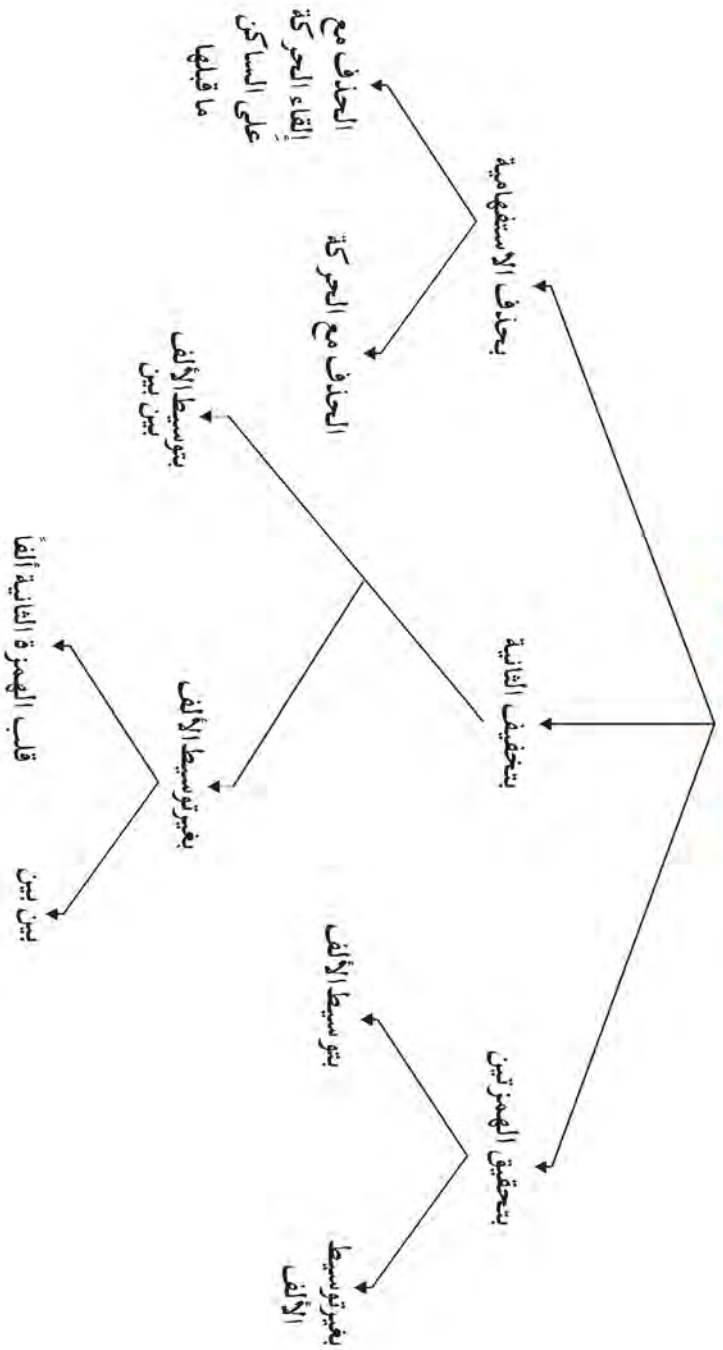 بتحقيق الهمزتين
بتخفيف الثانية
بحذف الاستفهامية
بتوسيط الألف
بغير توسيط
الألف
بتوسيط الألف
بين بين
بغير توسيط الألف
الحذف مع الحركة
الحذف مع
إلقاء الحركة
على الساكن
ما قبلها
قلب الهمزة الثانية ألفاً
بين بين